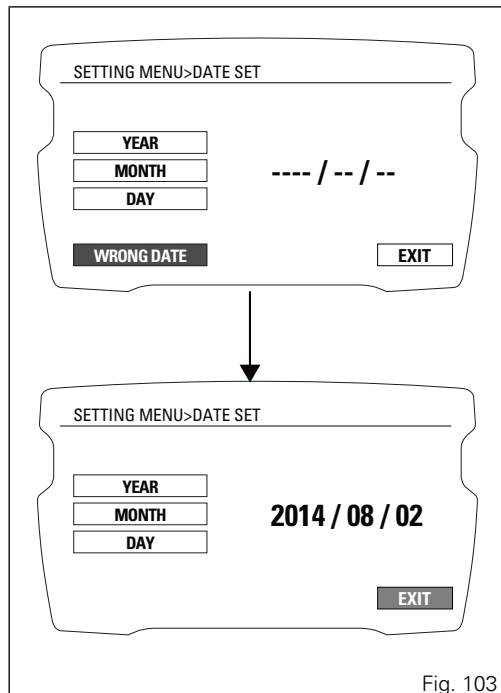 SETTING MENU>DATE SET
YEAR
MONTH
DAY
---- / -- / --
WRONG DATE
EXIT
SETTING MENU>DATE SET
YEAR
MONTH
DAY
2014 / 08 / 02
EXIT
Fig. 103